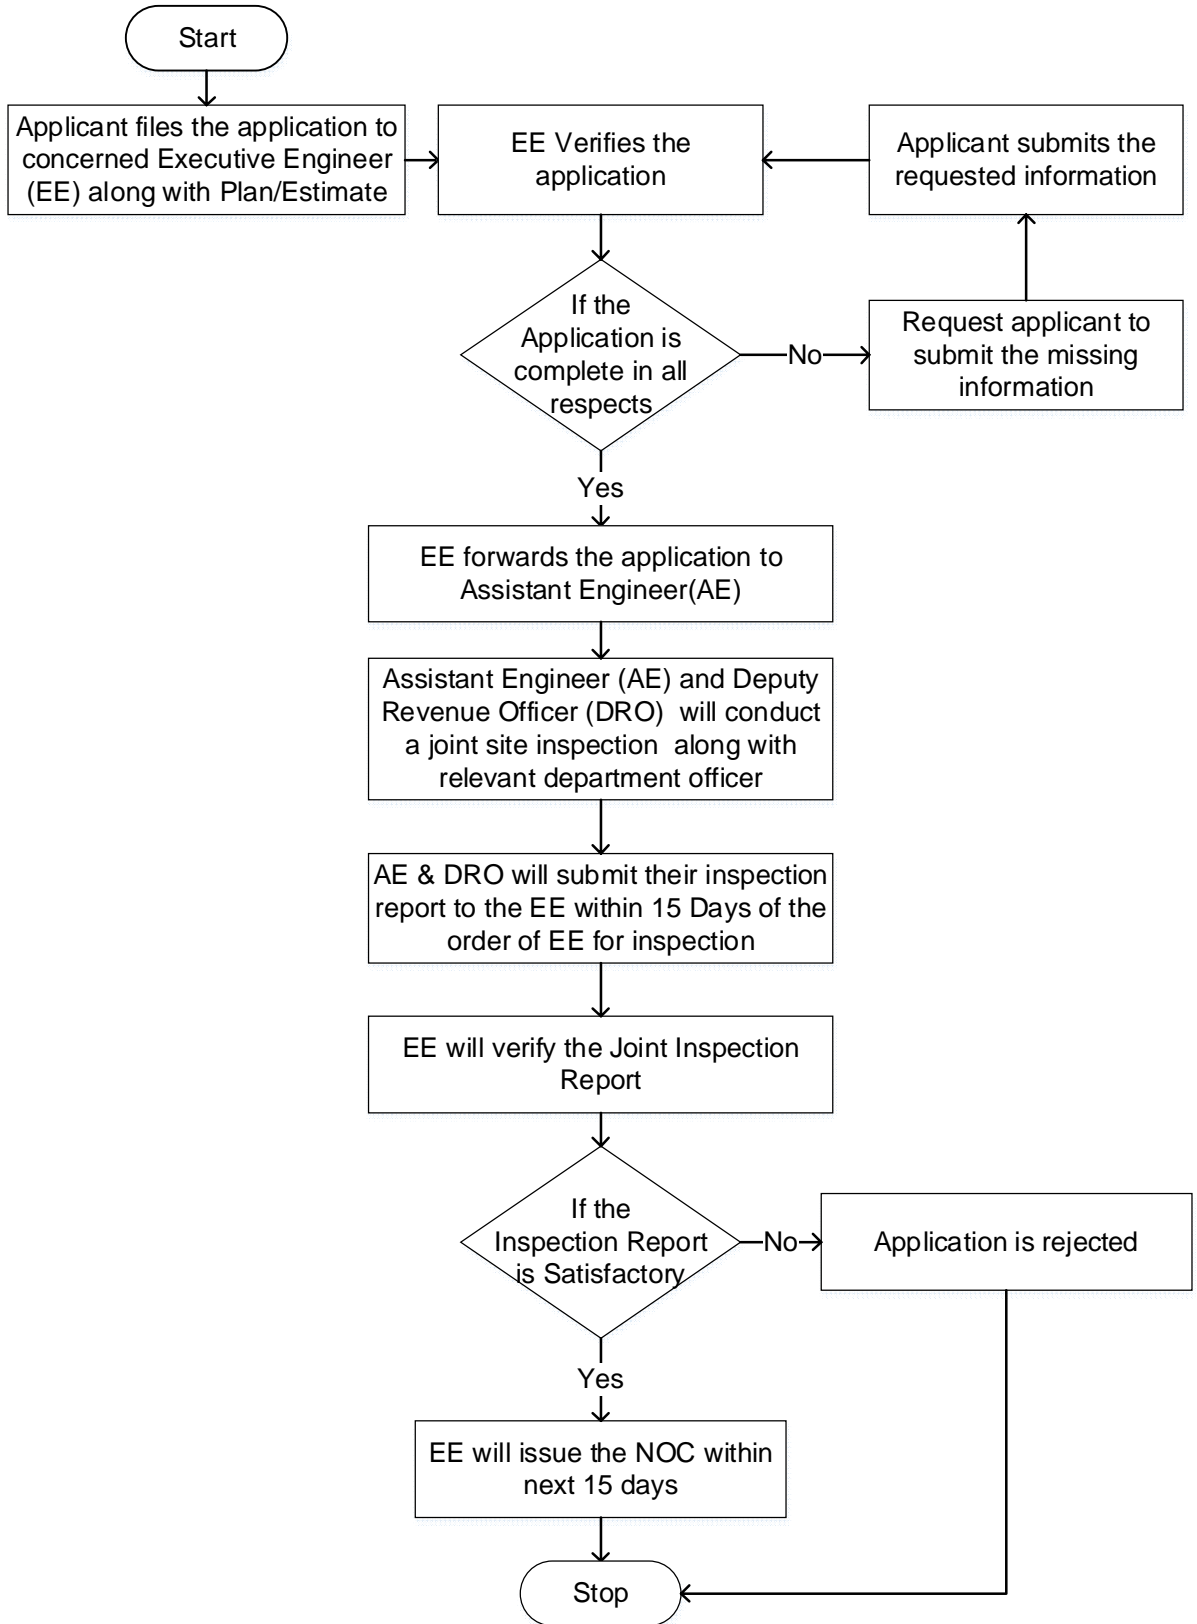 Start
Applicant files the application to
concerned Executive Engineer
(EE) along with Plan/Estimate
EE Verifies the
application
Applicant submits the
requested information
If the
Application is
complete in all
respects
No
Request applicant to
submit the missing
information
Yes
EE forwards the application to
Assistant Engineer(AE)
Assistant Engineer (AE) and Deputy
Revenue Officer (DRO) will conduct
a joint site inspection along with
relevant department officer
AE & DRO will submit their inspection
report to the EE within 15 Days of the
order of EE for inspection
EE will verify the Joint Inspection
Report
If the
Inspection Report
is Satisfactory
No
Application is rejected
Yes
EE will issue the NOC within
next 15 days
Stop